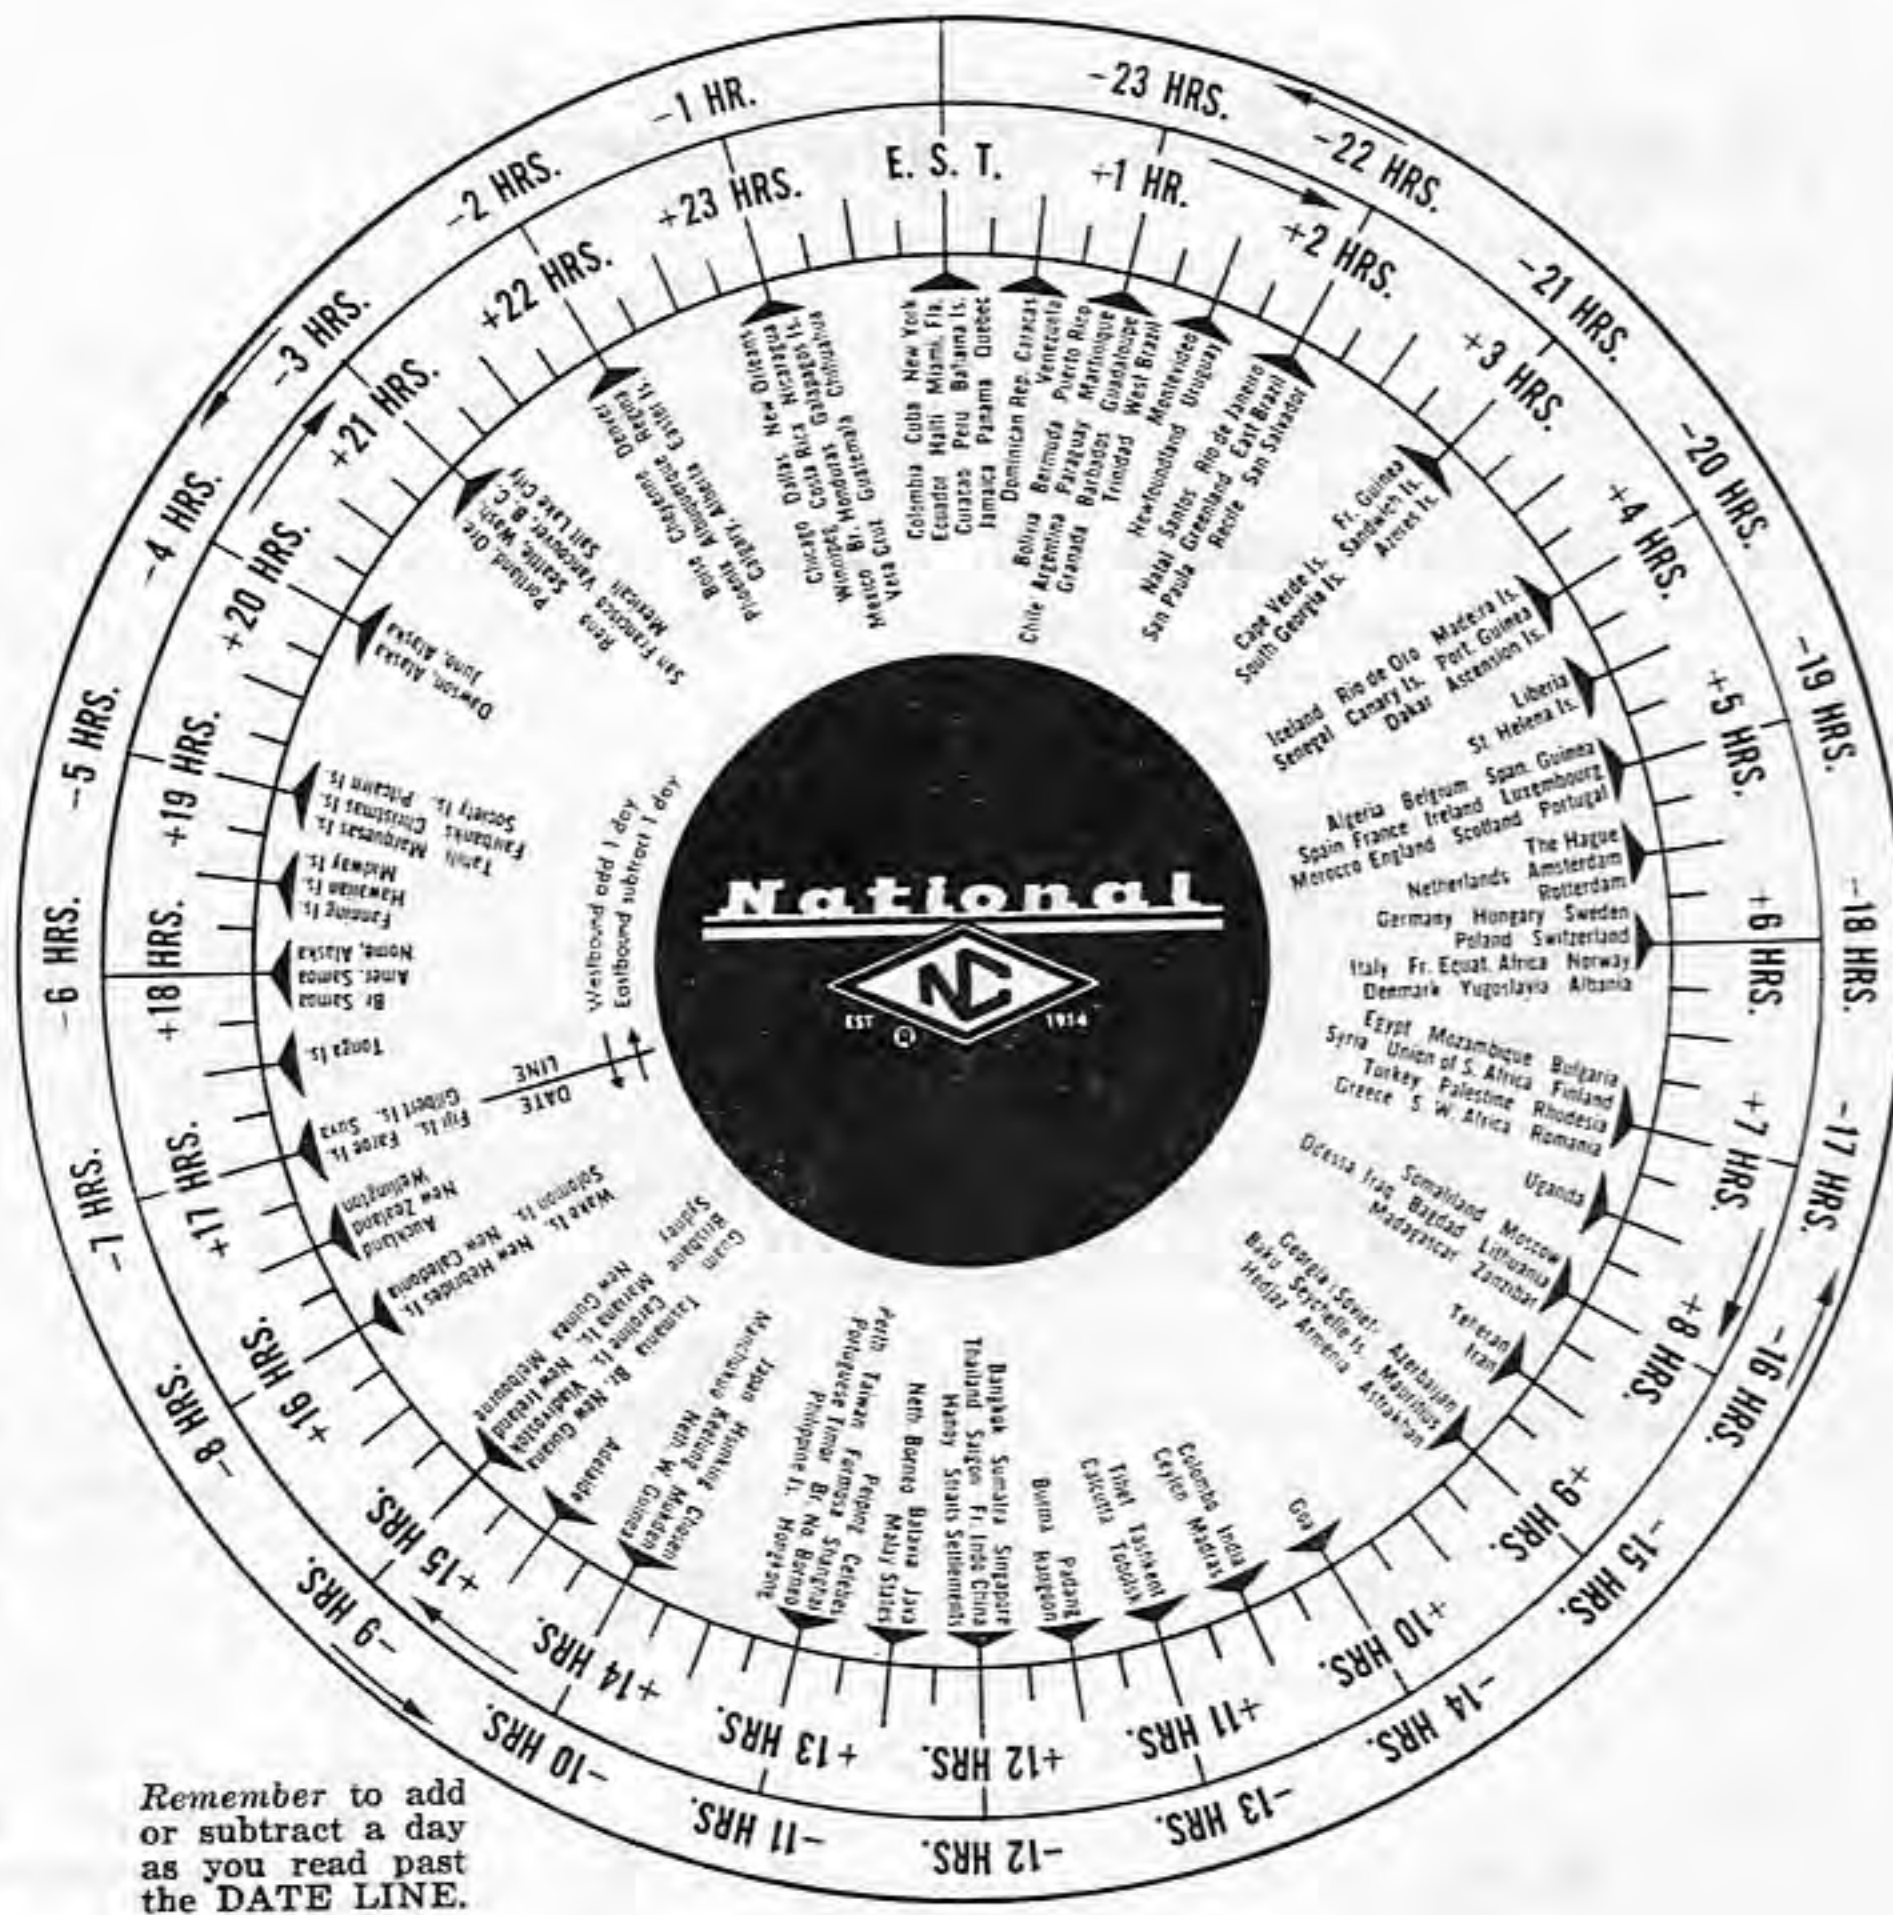 -23 HRS.
-22 HRS.
-21 HRS.
-20 HRS.
-19 HRS.
-18 HRS.
-17 HRS.
-16 HRS.
-15 HRS.
-14 HRS.
-13 HRS.
-12 HRS.
-11 HRS.
-10 HRS.
-9 HRS.
-8 HRS.
-7 HRS.
-6 HRS.
-5 HRS.
-4 HRS.
-3 HRS.
-2 HRS.
-1 HR.
E. S. T.
+1 HR.
+2 HRS.
+3 HRS.
+4 HRS.
+5 HRS.
+6 HRS.
+7 HRS.
+8 HRS.
+9 HRS.
+10 HRS.
+11 HRS.
+12 HRS.
+13 HRS.
+14 HRS.
+15 HRS.
+16 HRS.
+17 HRS.
+18 HRS.
+19 HRS.
+20 HRS.
+21 HRS.
+22 HRS.
+23 HRS.
Colombia Cuba New York
Ecuador Haiti Miami, Fla.
Curacao Peru Bahama Is.
Jamaica Panama Quebec
Dominican Rep. Caracas
Venezuela
Bolivia Bermuda Puerto Rico
Chile Argentina Paraguay Martinique
Granada Barbados Guadaloupe
Trinidad West Brazil
Newfoundland Montevideo
Uruguay
Natal Santos Rio de Janeiro
San Paula Greenland East Brazil
Recife San Salvador
Fr. Guinea
Cape Verde Is. Sandwich Is.
South Georgia Is. Azores Is.
Iceland Rio de Oro Madeira Is.
Senegal Canary Is. Port. Guinea
Dakar Ascension Is.
Liberia
St Helena Is.
Algeria Belgium Span. Guinea
Spain France Ireland Luxembourg
Morocco England Scotland Portugal
The Hague
Netherlands Amsterdam
Rotterdam
Germany Hungary Sweden
Poland Switzerland
Italy Fr. Equat. Africa Norway
Denmark Yugoslavia Albania
Egypt Mozambique Bulgaria
Syria Union of S. Africa Finland
Turkey Palestine Rhodesia
Greece S. W. Africa Romania
Uganda
Somaliland Moscow
Odessa Iraq Bagdad Lithuania
Madagascar Zanzibar
Teheran
Iran
Georgia (Soviet) Azerbaijan
Baku Seychelle Is. Mauritius
Hedjaz Armenia Astrakhan
Goa
Colombo India
Ceylon Madras
Tibet Tashkent
Calcutta Tobolsk
Padang
Burma Rangoon
Bangkok Sumatra Singapore
Thailand Saigon Fr. Indo China
Hanoy Straits Settlements
Neth. Borneo Batavia Java
Malay States
Peiping Celebes
Perth Taiwan Formosa Shanghai
Portuguese Timor Br. No. Borneo
Philippine Is. Hongkong
Japan Hsinking Chosen
Manchukuo Keelung Mukden
Neth. W. Guinea
Adelaide
Tasmania Br. New Guiana
Caroline Is. Vladivostok
Guam Mariana Is. New Ireland
Brisbane New Guinea Melbourne
Sydney
Wake Is. New Hebrides Is.
Solomon Is. New Caledonia
Auckland
New Zealand
Wellington
Fiji Is. Faroe Is.
Gilbert Is. Suva
Tonga Is.
Br. Samoa
Amer. Samoa
Nome, Alaska
Fanning Is.
Hawaiian Is.
Midway Is.
Tahiti Marquesas Is.
Fairbanks Christmas Is.
Society Is. Pitcairn Is.
Dawson, Alaska
Juno, Alaska
Portland, Ore
Reno Seattle, Wash.
San Francisco Vancouver, B. C.
Mexicali Salt Lake City
Boise Cheyenne Denver
Phoenix Albuquerque Regina
Calgary, Alberta Easter Is.
Chicago Dallas New Orleans
Winnipeg Costa Rica Nicaragua
Mexico Br. Honduras Galapagos Is.
Vera Cruz Guatemala Chihuahua
Westbound add 1 day
Eastbound subtract 1 day
DATE
LINE
National
NC
EST 1914
®
Remember to add
or subtract a day
as you read past
the DATE LINE.